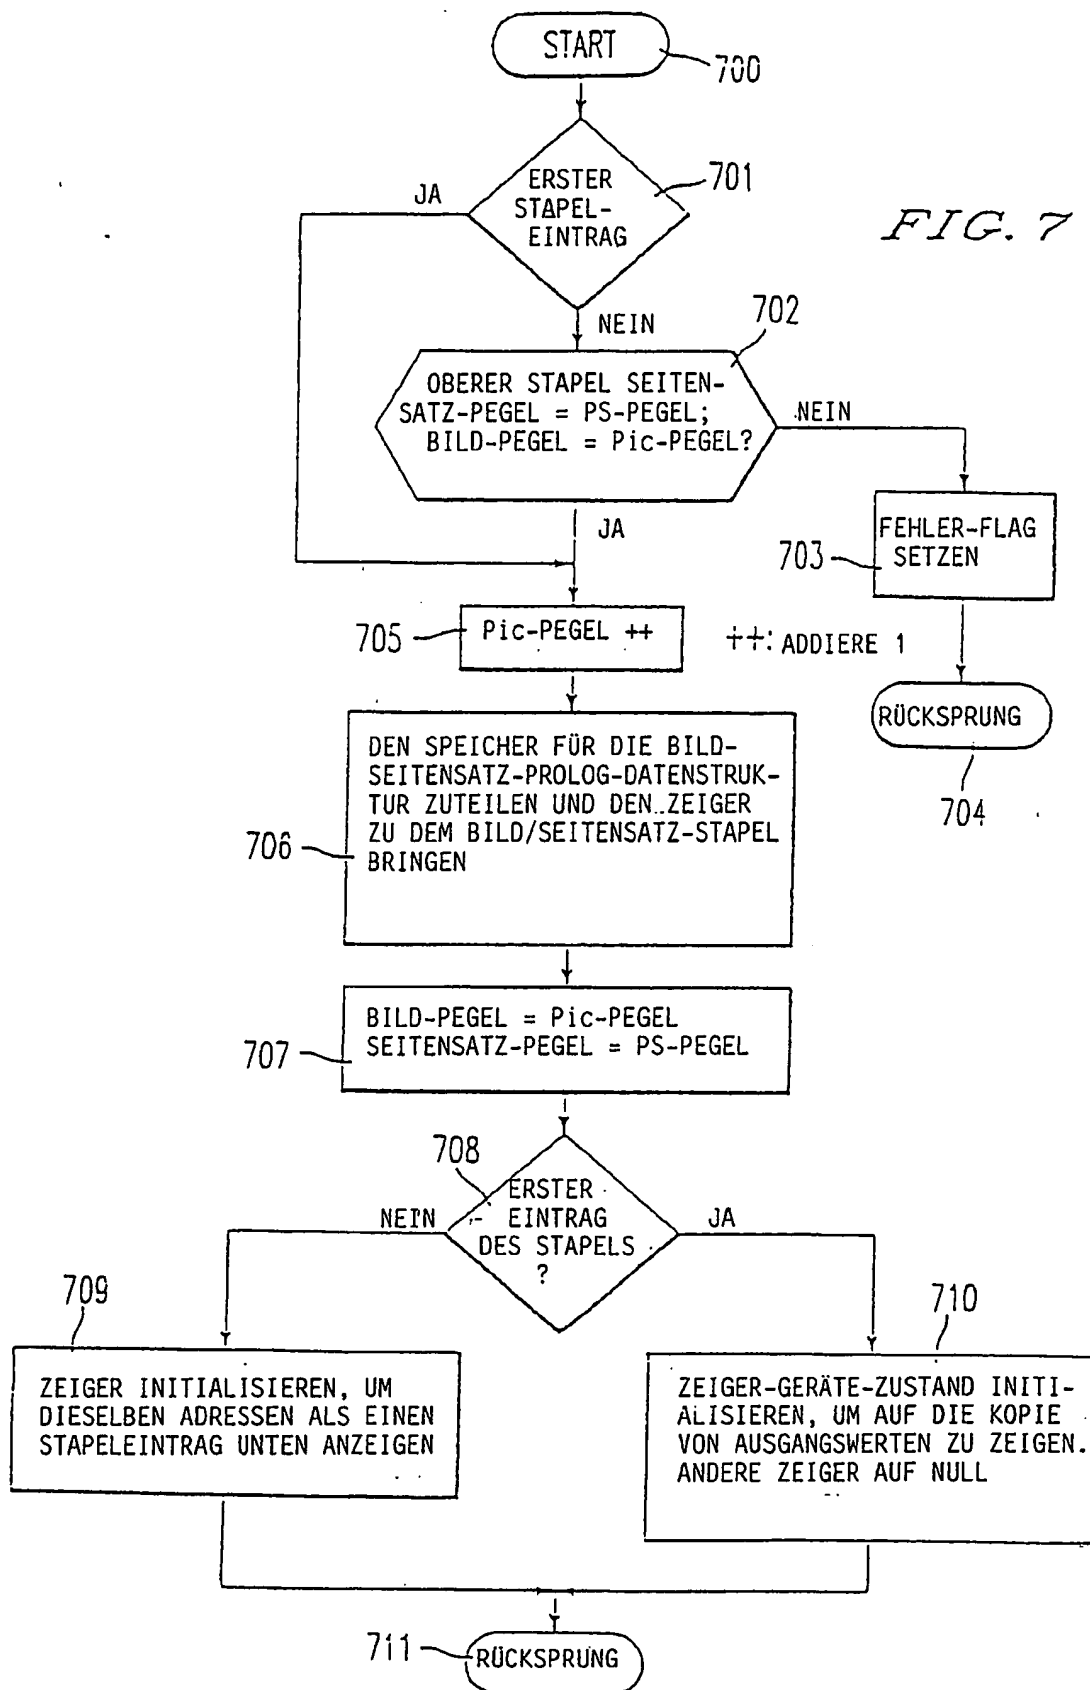 START
700
ERSTER
STAPEL-
EINTRAG
701
JA
FIG. 7
NEIN
702
OBERER STAPEL SEITEN-
SATZ-PEGEL = PS-PEGEL;
BILD-PEGEL = Pic-PEGEL?
NEIN
JA
FEHLER-FLAG
SETZEN
703
705
Pic-PEGEL ++
++: ADDIERE 1
RÜCKSPRUNG
704
DEN SPEICHER FÜR DIE BILD-
SEITENSATZ-PROLOG-DATENSTRUK-
TUR ZUTEILEN UND DEN ZEIGER
ZU DEM BILD/SEITENSATZ-STAPEL
BRINGEN
706
BILD-PEGEL = Pic-PEGEL
SEITENSATZ-PEGEL = PS-PEGEL
707
708
ERSTER
EINTRAG
DES STAPELS
?
NEIN
JA
709
710
ZEIGER INITIALISIEREN, UM
DIESELBEN ADRESSEN ALS EINEN
STAPELEINTRAG UNTEN ANZEIGEN
ZEIGER-GERÄTE-ZUSTAND INITI-
ALISIEREN, UM AUF DIE KOPIE
VON AUSGANGSWERTEN ZU ZEIGEN.
ANDERE ZEIGER AUF NULL
711
RÜCKSPRUNG